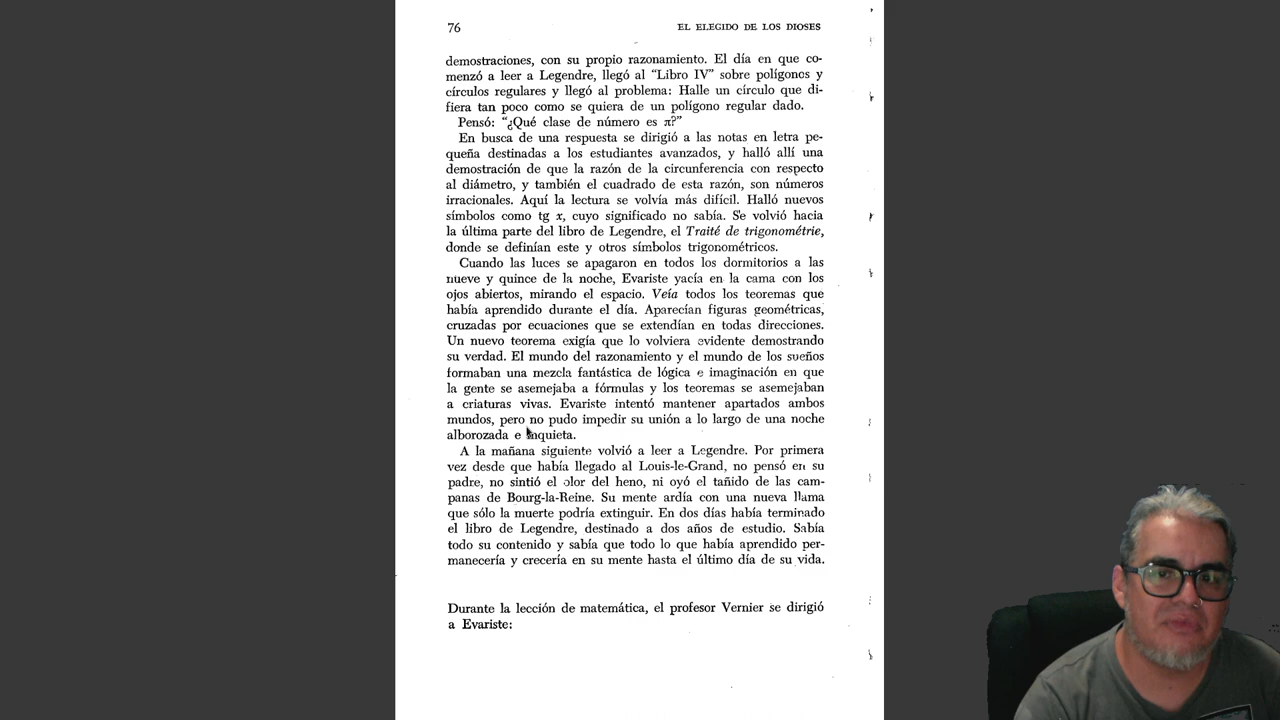 76 EL ELEGIDO DE LOS DIOSES
demostraciones, con su propio razonamiento. El día en que co-
menzó a leer a Legendre, llegó al "Libro IV" sobre polígonos y
círculos regulares y llegó al problema: Halle un círculo que di-
fiera tan poco como se quiera de un polígono regular dado.
Pensó: "¿Qué clase de número es π?"
En busca de una respuesta se dirigió a las notas en letra pe-
queña destinadas a los estudiantes avanzados, y halló allí una
demostración de que la razón de la circunferencia con respecto
al diámetro, y también el cuadrado de esta razón, son números
irracionales. Aquí la lectura se volvía más difícil. Halló nuevos
símbolos como tg x, cuyo significado no sabía. Se volvió hacia
la última parte del libro de Legendre, el Traité de trigonométrie,
donde se definían este y otros símbolos trigonométricos.
Cuando las luces se apagaron en todos los dormitorios a las
nueve y quince de la noche, Evariste yacía en la cama con los
ojos abiertos, mirando el espacio. Veía todos los teoremas que
había aprendido durante el día. Aparecían figuras geométricas,
cruzadas por ecuaciones que se extendían en todas direcciones.
Un nuevo teorema exigía que lo volviera evidente demostrando
su verdad. El mundo del razonamiento y el mundo de los sueños
formaban una mezcla fantástica de lógica e imaginación en que
la gente se asemejaba a fórmulas y los teoremas se asemejaban
a criaturas vivas. Evariste intentó mantener apartados ambos
mundos, pero no pudo impedir su unión a lo largo de una noche
alborozada e inquieta.
A la mañana siguiente volvió a leer a Legendre. Por primera
vez desde que había llegado al Louis-le-Grand, no pensó en su
padre, no sintió el olor del heno, ni oyó el tañido de las cam-
panas de Bourg-la-Reine. Su mente ardía con una nueva llama
que sólo la muerte podría extinguir. En dos días había terminado
el libro de Legendre, destinado a dos años de estudio. Sabía
todo su contenido y sabía que todo lo que había aprendido per-
manecería y crecería en su mente hasta el último día de su vida.
Durante la lección de matemática, el profesor Vernier se dirigió
a Evariste: